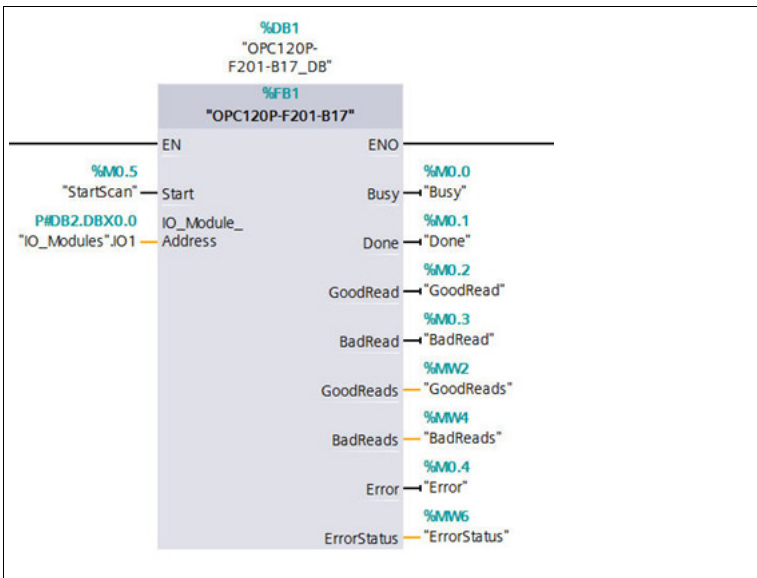 %DB1
"OPC120P-
F201-B17_DB"
%FB1
"OPC120P-F201-B17"
EN ENO
%M0.5
"StartScan" Start
%M0.0
Busy "Busy"
P#DB2.DBX0.0
"IO_Modules".IO1
IO_Module_
Address
%M0.1
Done "Done"
%M0.2
GoodRead "GoodRead"
%M0.3
BadRead "BadRead"
%MW2
GoodReads "GoodReads"
%MW4
BadReads "BadReads"
%M0.4
Error "Error"
%MW6
ErrorStatus "ErrorStatus"